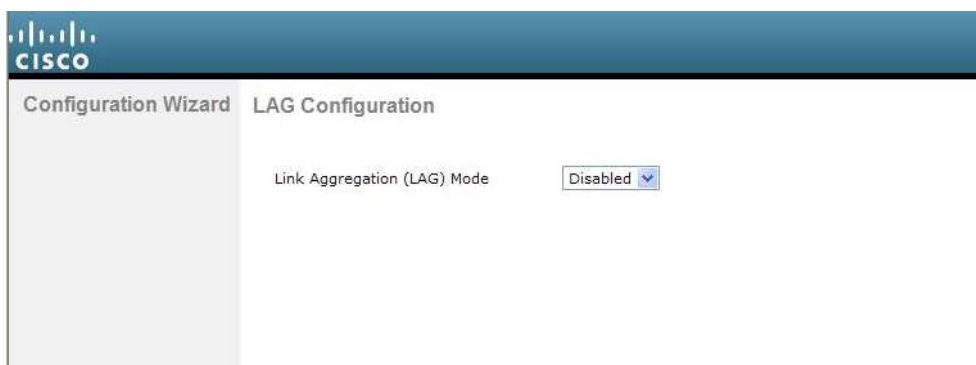 CISCO
Configuration Wizard
LAG Configuration
Link Aggregation (LAG) Mode
Disabled